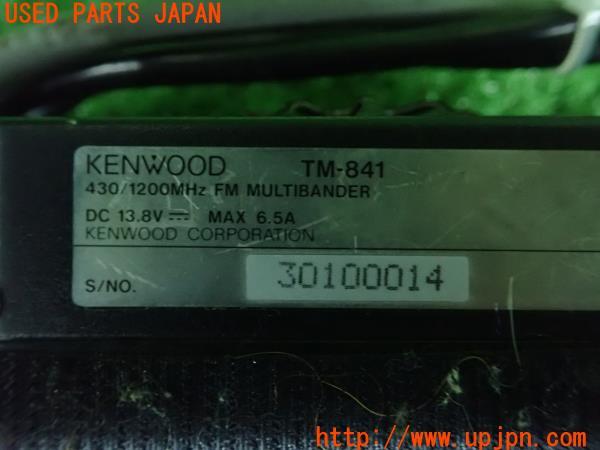 USED PARTS JAPAN
KENWOOD TM-841
430/1200MHz FM MULTIBANDER
DC 13.8V ⎓ MAX 6.5A
KENWOOD CORPORATION
S/NO. 30100014
http://www.upjpn.com/